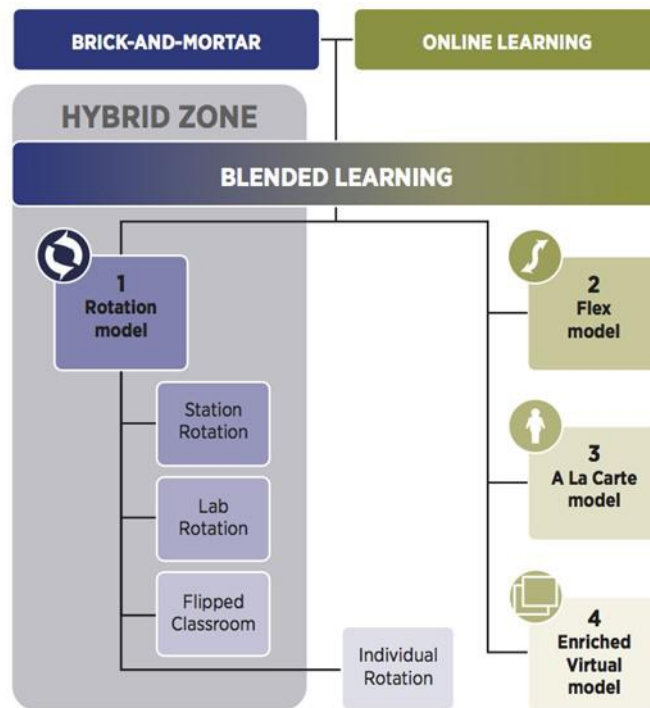 BRICK-AND-MORTAR
ONLINE LEARNING
HYBRID ZONE
BLENDED LEARNING
1
Rotation
model
Station
Rotation
Lab
Rotation
Flipped
Classroom
Individual
Rotation
2
Flex
model
3
A La Carte
model
4
Enriched
Virtual
model